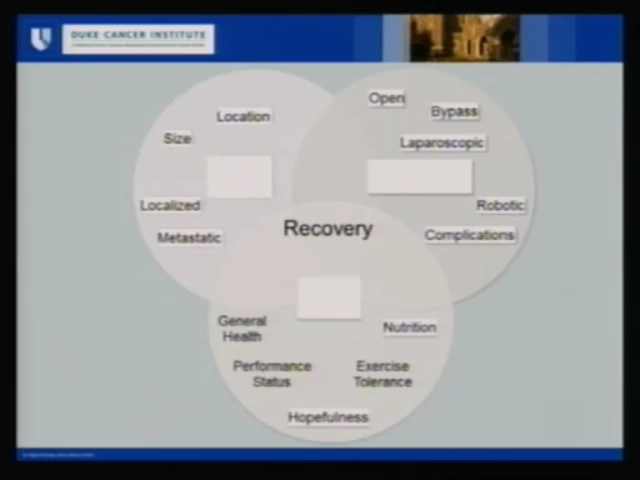 DUKE CANCER INSTITUTE
Open
Location
Bypass
Size
Laparoscopic
Localized
Robotic
Recovery
Metastatic
Complications
General
Health
Nutrition
Performance
Status
Exercise
Tolerance
Hopefulness